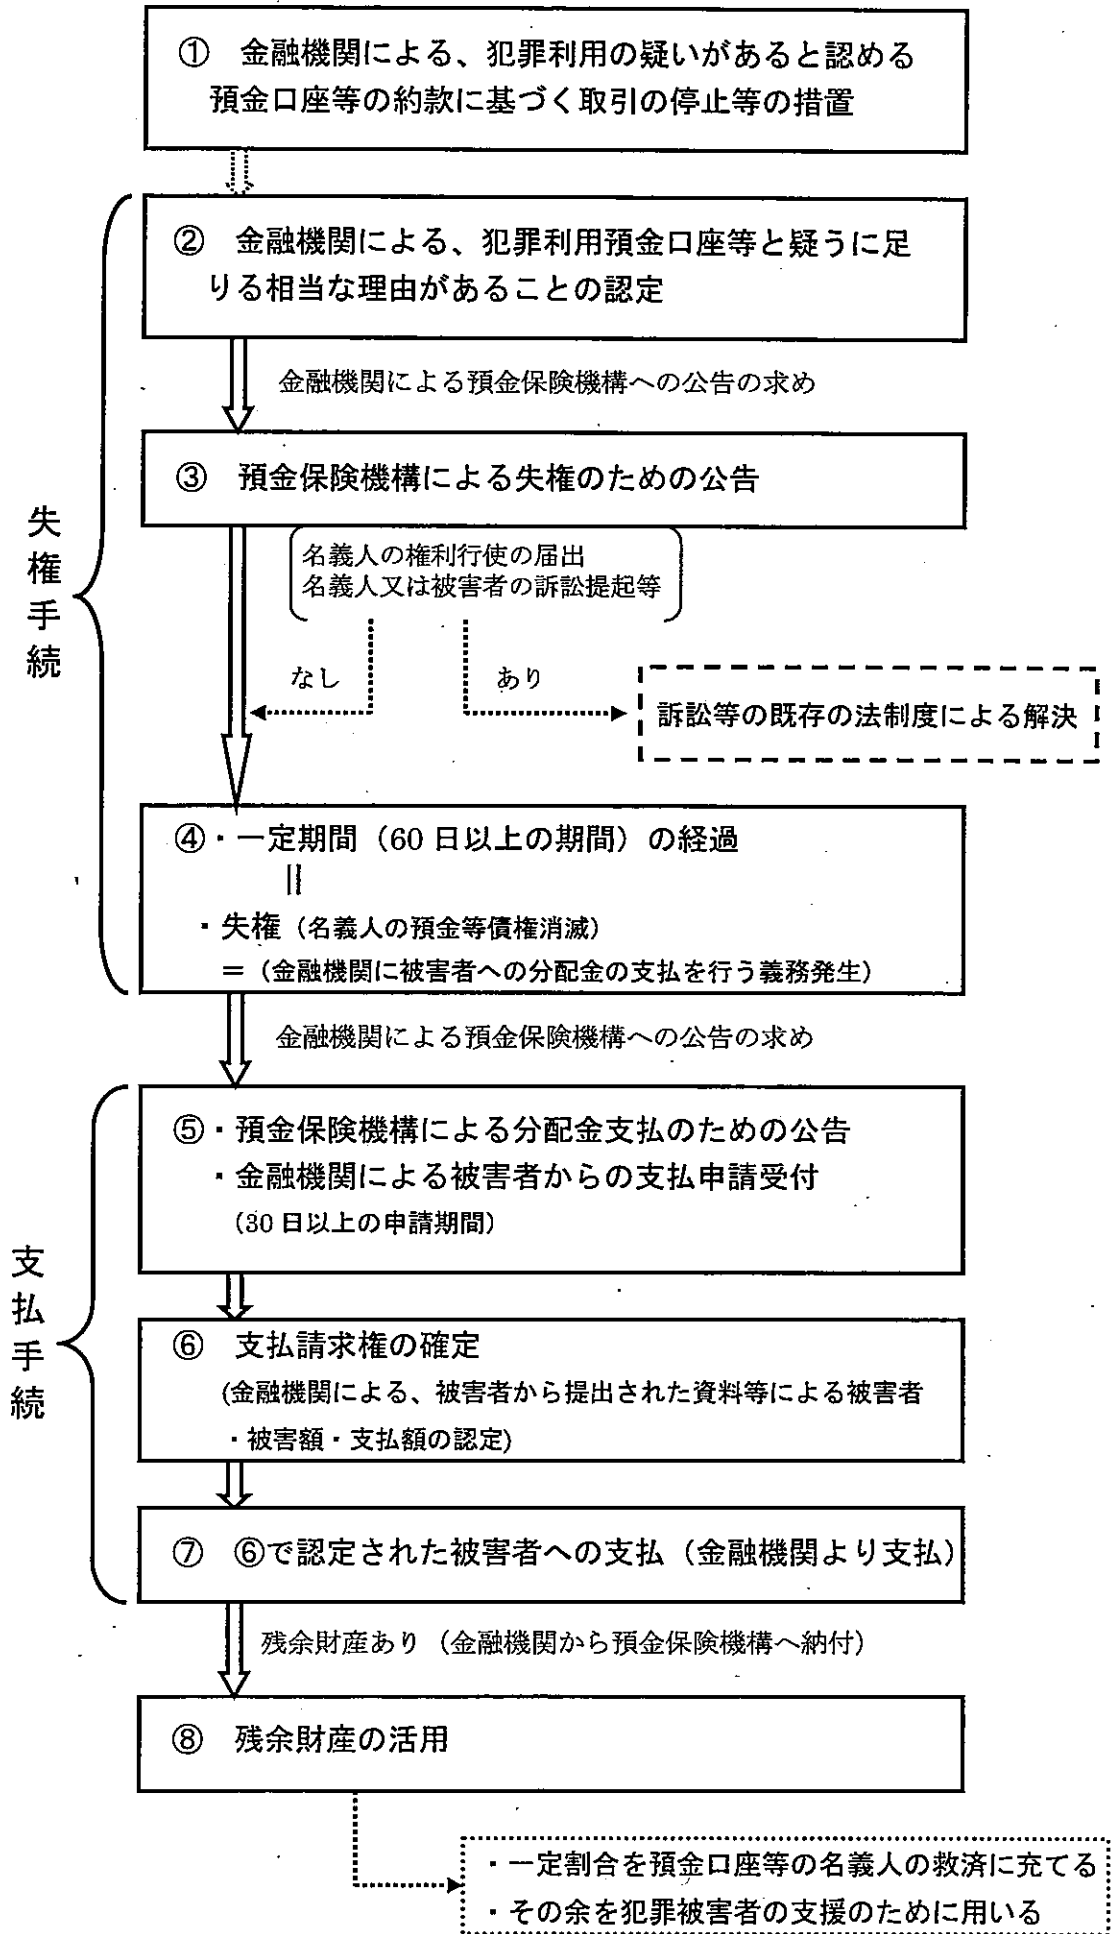 ① 金融機関による、犯罪利用の疑いがあると認める
預金口座等の約款に基づく取引の停止等の措置
失権手続
② 金融機関による、犯罪利用預金口座等と疑うに足
りる相当な理由があることの認定
金融機関による預金保険機構への公告の求め
③ 預金保険機構による失権のための公告
名義人の権利行使の届出
名義人又は被害者の訴訟提起等
なし
あり
訴訟等の既存の法制度による解決
④・一定期間（60日以上の期間）の経過
||
・失権（名義人の預金等債権消滅）
＝（金融機関に被害者への分配金の支払を行う義務発生）
金融機関による預金保険機構への公告の求め
支払手続
⑤・預金保険機構による分配金支払のための公告
・金融機関による被害者からの支払申請受付
（30日以上の申請期間）
⑥ 支払請求権の確定
(金融機関による、被害者から提出された資料等による被害者
・被害額・支払額の認定)
⑦ ⑥で認定された被害者への支払（金融機関より支払）
残余財産あり（金融機関から預金保険機構へ納付）
⑧ 残余財産の活用
・一定割合を預金口座等の名義人の救済に充てる
・その余を犯罪被害者の支援のために用いる